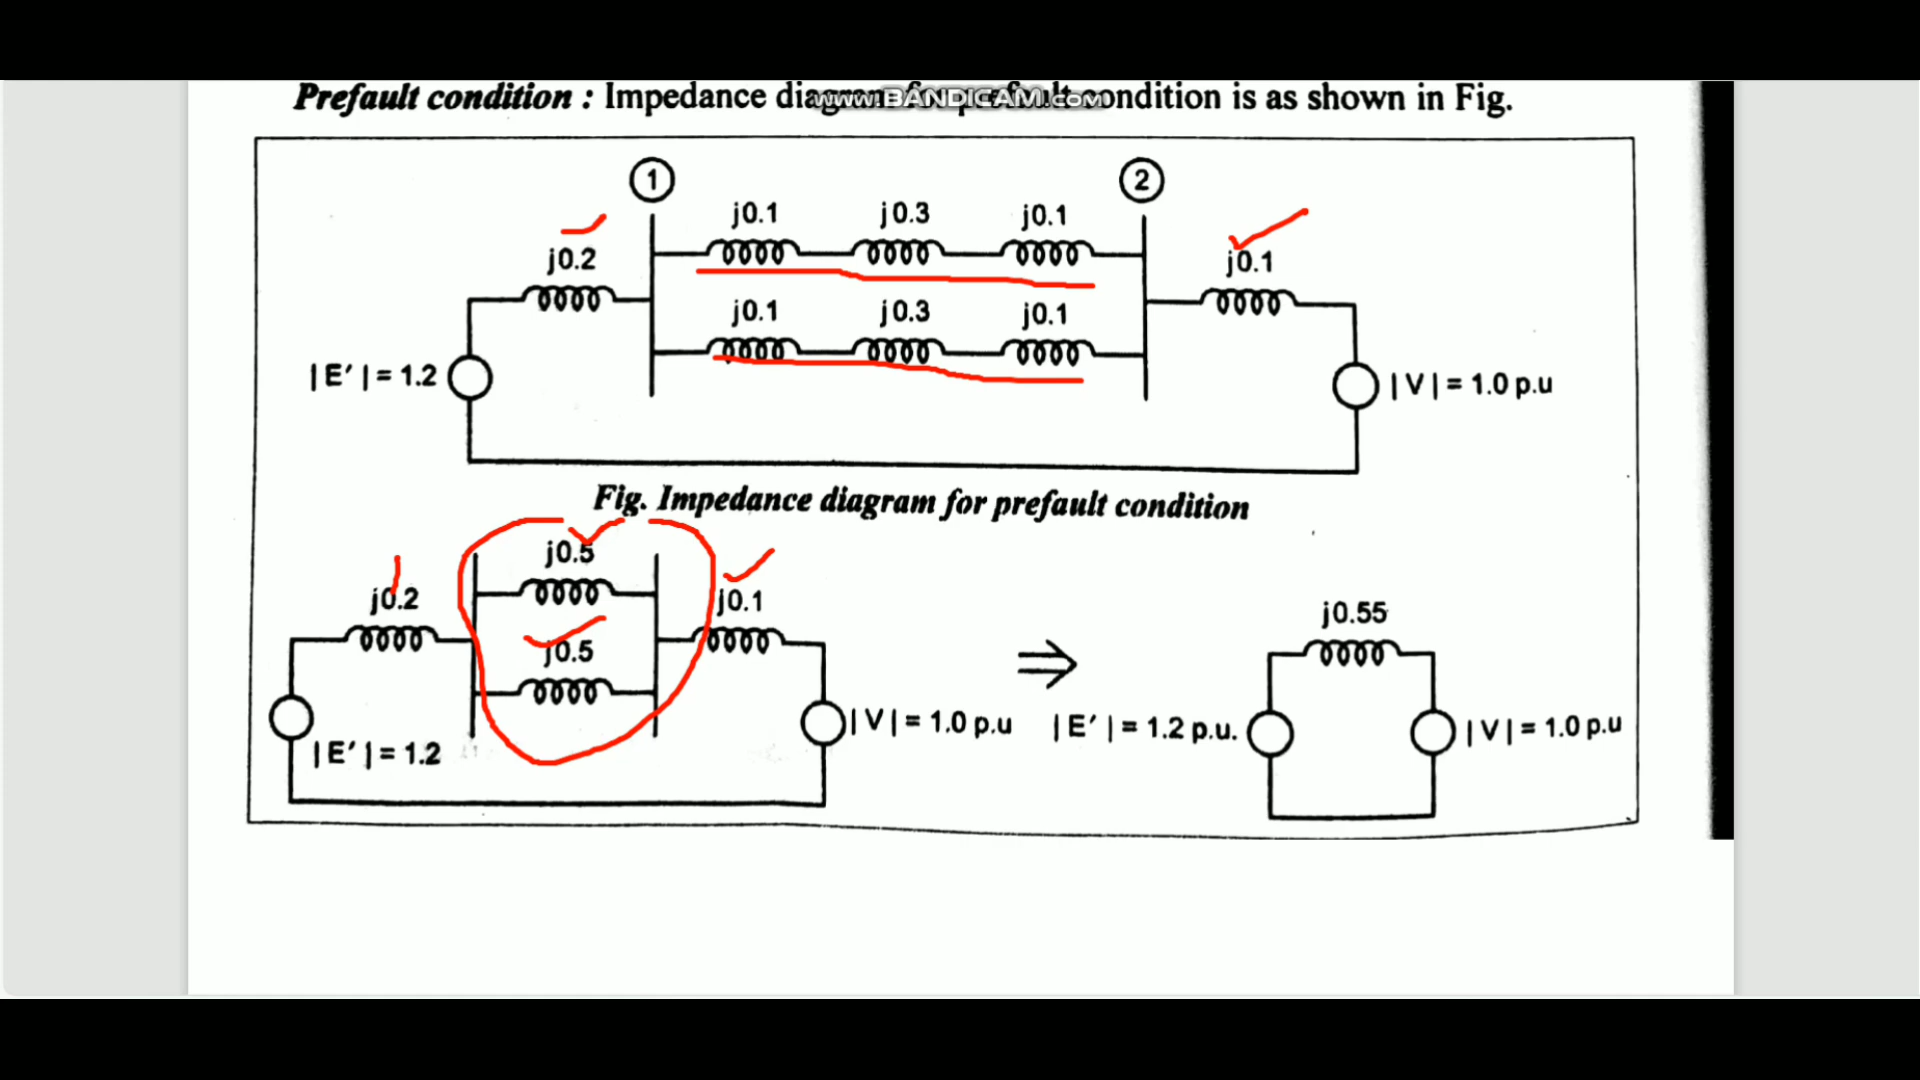 Prefault condition : Impedance diagram for prefault condition is as shown in Fig.
www.BANDICAM.com
1
2
j0.1 j0.3 j0.1
j0.2
j0.1
j0.1 j0.3 j0.1
|E′| = 1.2
|V| = 1.0 p.u
Fig. Impedance diagram for prefault condition
j0.5
j0.2
j0.1
j0.5
|E′| = 1.2
|V| = 1.0 p.u
j0.55
|E′| = 1.2 p.u.
|V| = 1.0 p.u